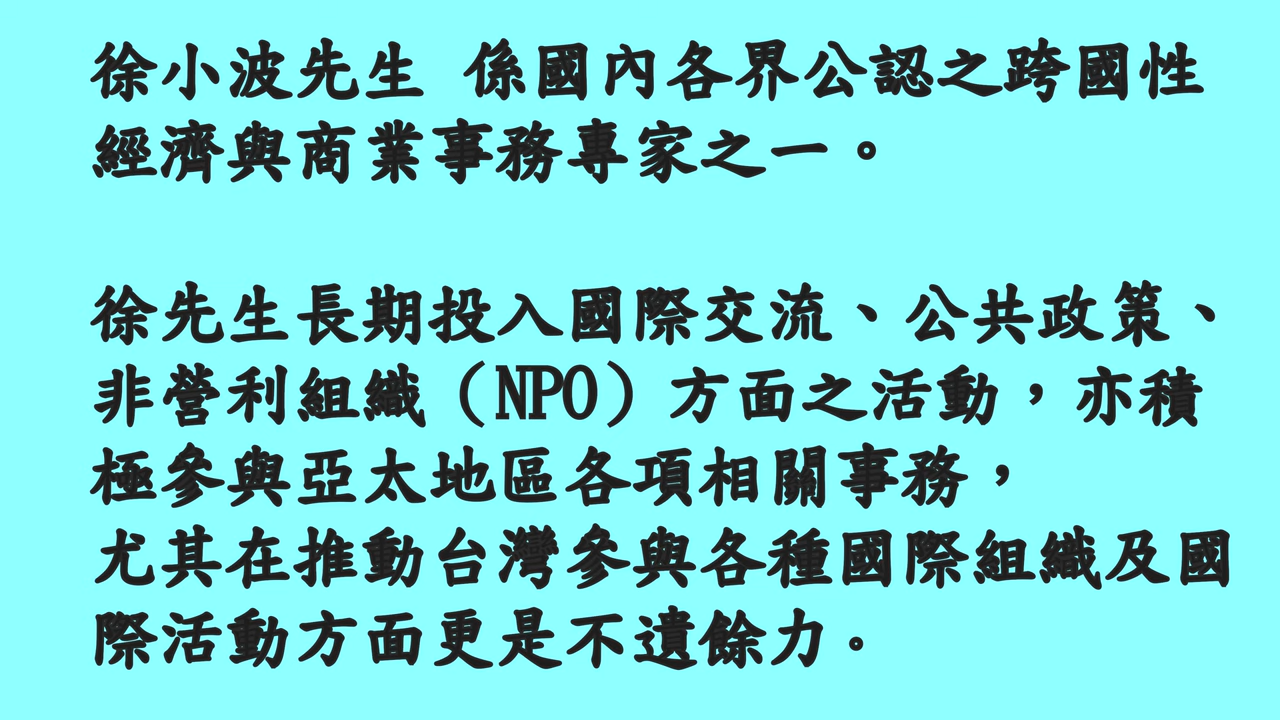 徐小波先生 係國內各界公認之跨國性
經濟與商業事務專家之一。
徐先生長期投入國際交流、公共政策、
非營利組織（NPO）方面之活動，亦積
極參與亞太地區各項相關事務，
尤其在推動台灣參與各種國際組織及國
際活動方面更是不遺餘力。